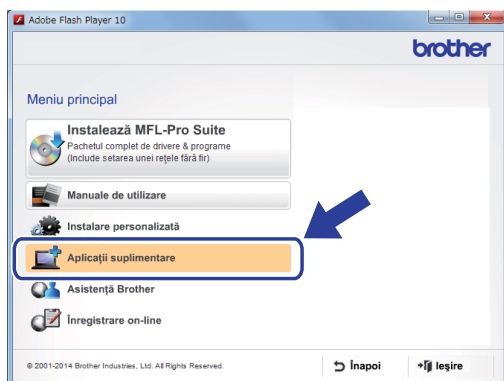 Adobe Flash Player 10
brother
Meniu principal
Instalează MFL-Pro Suite
Pachetul complet de drivere & programe
(Include setarea unei rețele fără fir)
Manuale de utilizare
Instalare personalizată
Aplicații suplimentare
Asistență Brother
Înregistrare on-line
© 2001-2014 Brother Industries, Ltd. All Rights Reserved.
Înapoi
Ieşire